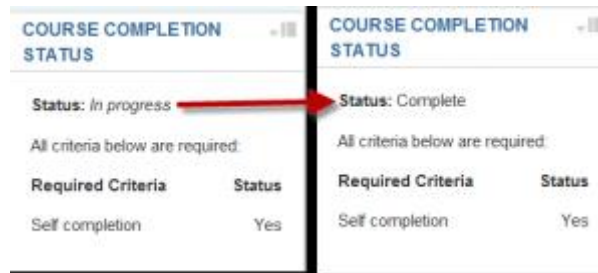 COURSE COMPLETION
STATUS
Status: In progress
All criteria below are required:
Required Criteria Status
Self completion Yes
COURSE COMPLETION
STATUS
Status: Complete
All criteria below are required:
Required Criteria Status
Self completion Yes